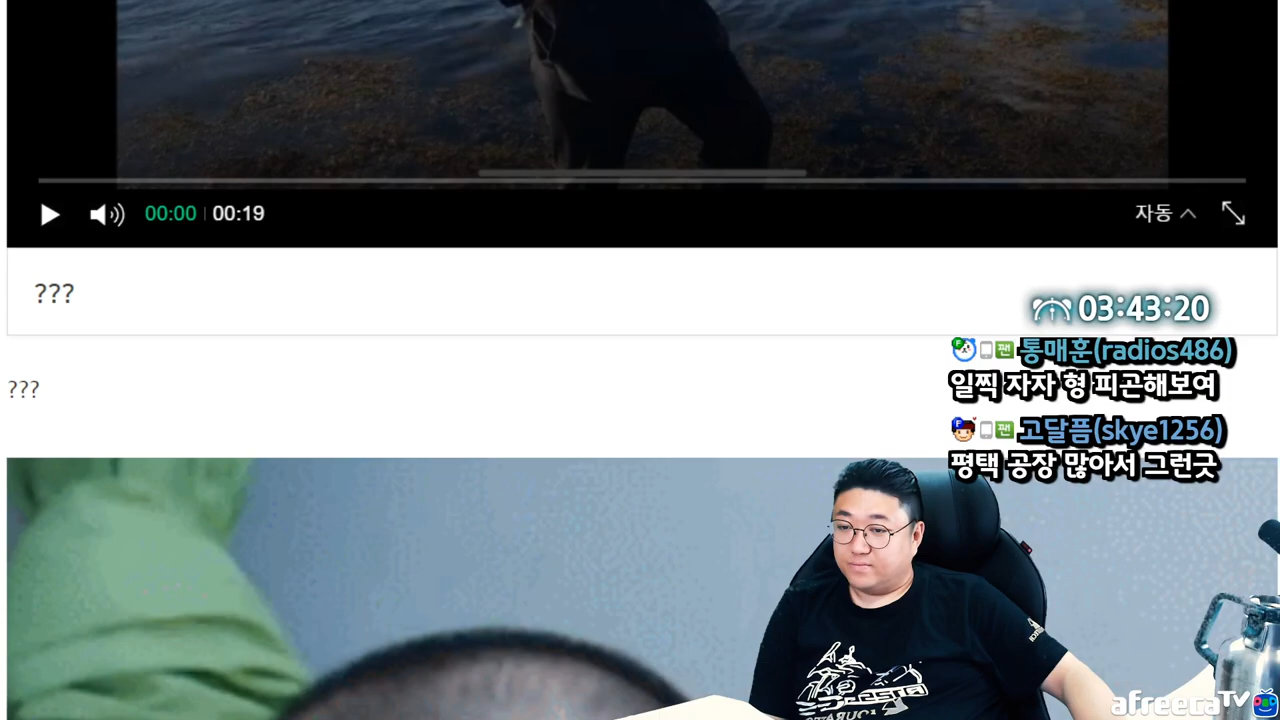 00:00
00:19
자동
???
03:43:20
짼 통매훈(radios486)
일찍 자자 형 피곤해보여
???
짼 고달픔(skye1256)
평택 공장 많아서 그런긋
afreecaTV